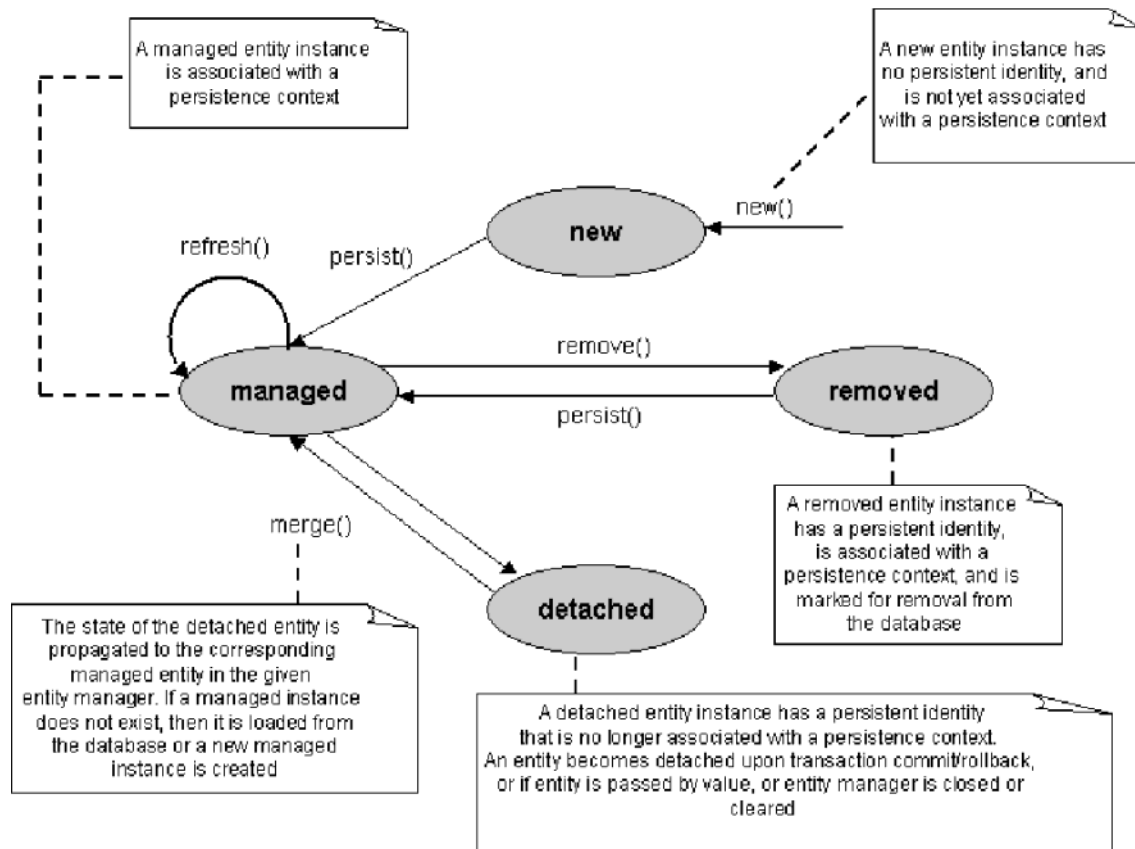 A managed entity instance
is associated with a
persistence context
A new entity instance has
no persistent identity, and
is not yet associated
with a persistence context
new()
new
refresh()
persist()
remove()
managed
removed
persist()
merge()
A removed entity instance
has a persistent identity,
is associated with a
persistence context, and is
marked for removal from
the database
detached
The state of the detached entity is
propagated to the corresponding
managed entity in the given
entity manager. If a managed instance
does not exist, then it is loaded from
the database or a new managed
instance is created
A detached entity instance has a persistent identity
that is no longer associated with a persistence context.
An entity becomes detached upon transaction commit/rollback,
or if entity is passed by value, or entity manager is closed or
cleared